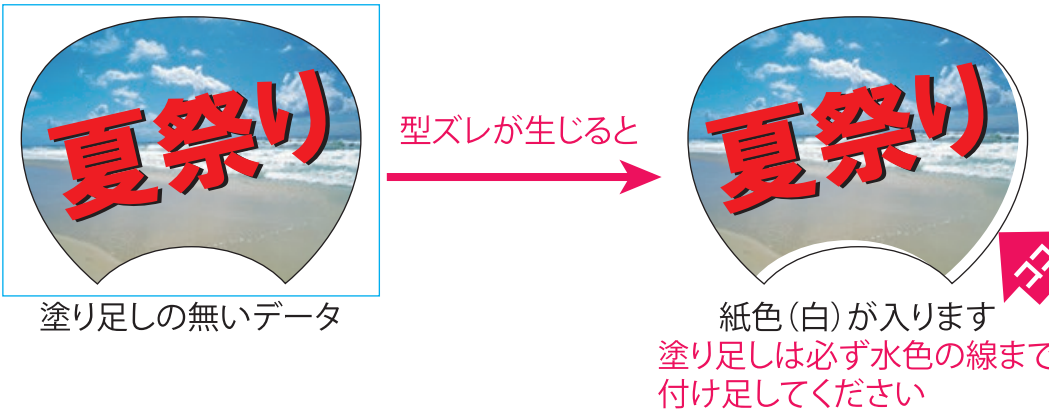 夏祭り
型ズレが生じると
夏祭り
ココ
塗り足しの無いデータ
紙色(白)が入ります
塗り足しは必ず水色の線まで
付け足してください